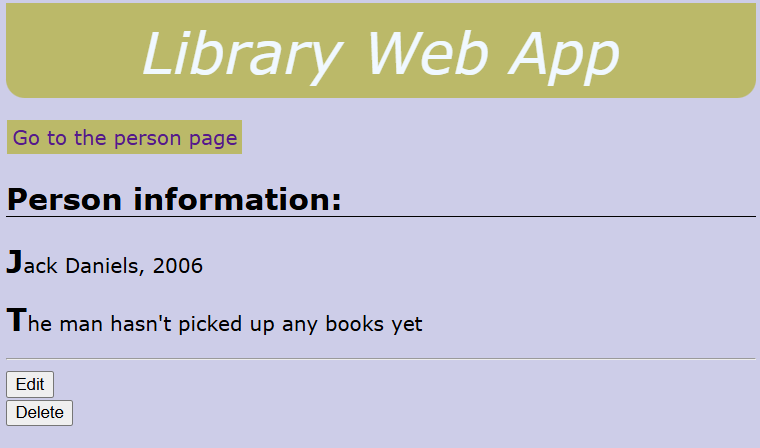 Library Web App
Go to the person page
Person information:
Jack Daniels, 2006
The man hasn't picked up any books yet
Edit
Delete